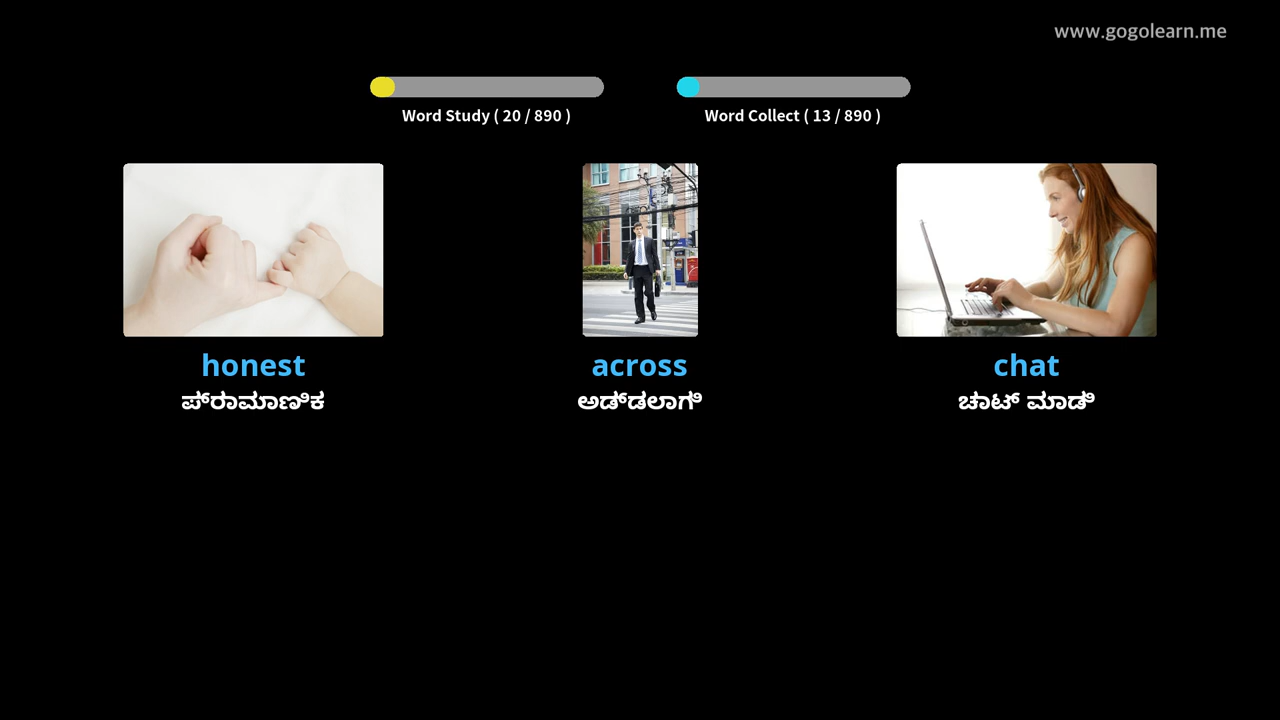 www.gogolearn.me
Word Study ( 20 / 890 )
Word Collect ( 13 / 890 )
honest
across
chat
ಪ್ರಾಮಾಣಿಕ
ಅಡ್ಡಲಾಗಿ
ಚಾಟ್ ಮಾಡಿ